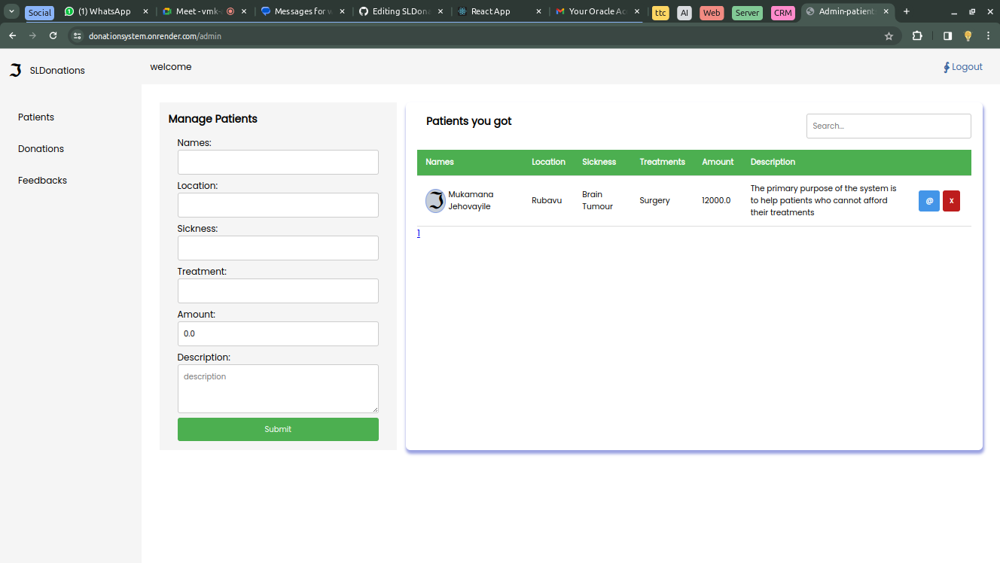 Social
(1) WhatsApp
Meet - vmk-
Messages for
Editing SLDona
React App
Your Oracle Ac
ttc
AI
Web
Server
CRM
Admin-patient
donationsystem.onrender.com/admin
SLDonations
welcome
Logout
Patients
Donations
Feedbacks
Manage Patients
Names:
Location:
Sickness:
Treatment:
Amount:
0.0
Description:
description
Submit
Patients you got
Search...
Names Location Sickness Treatments Amount Description
Mukamana
Jehovayile
Rubavu
Brain
Tumour
Surgery
12000.0
The primary purpose of the system is
to help patients who cannot afford
their treatments
@
X
1